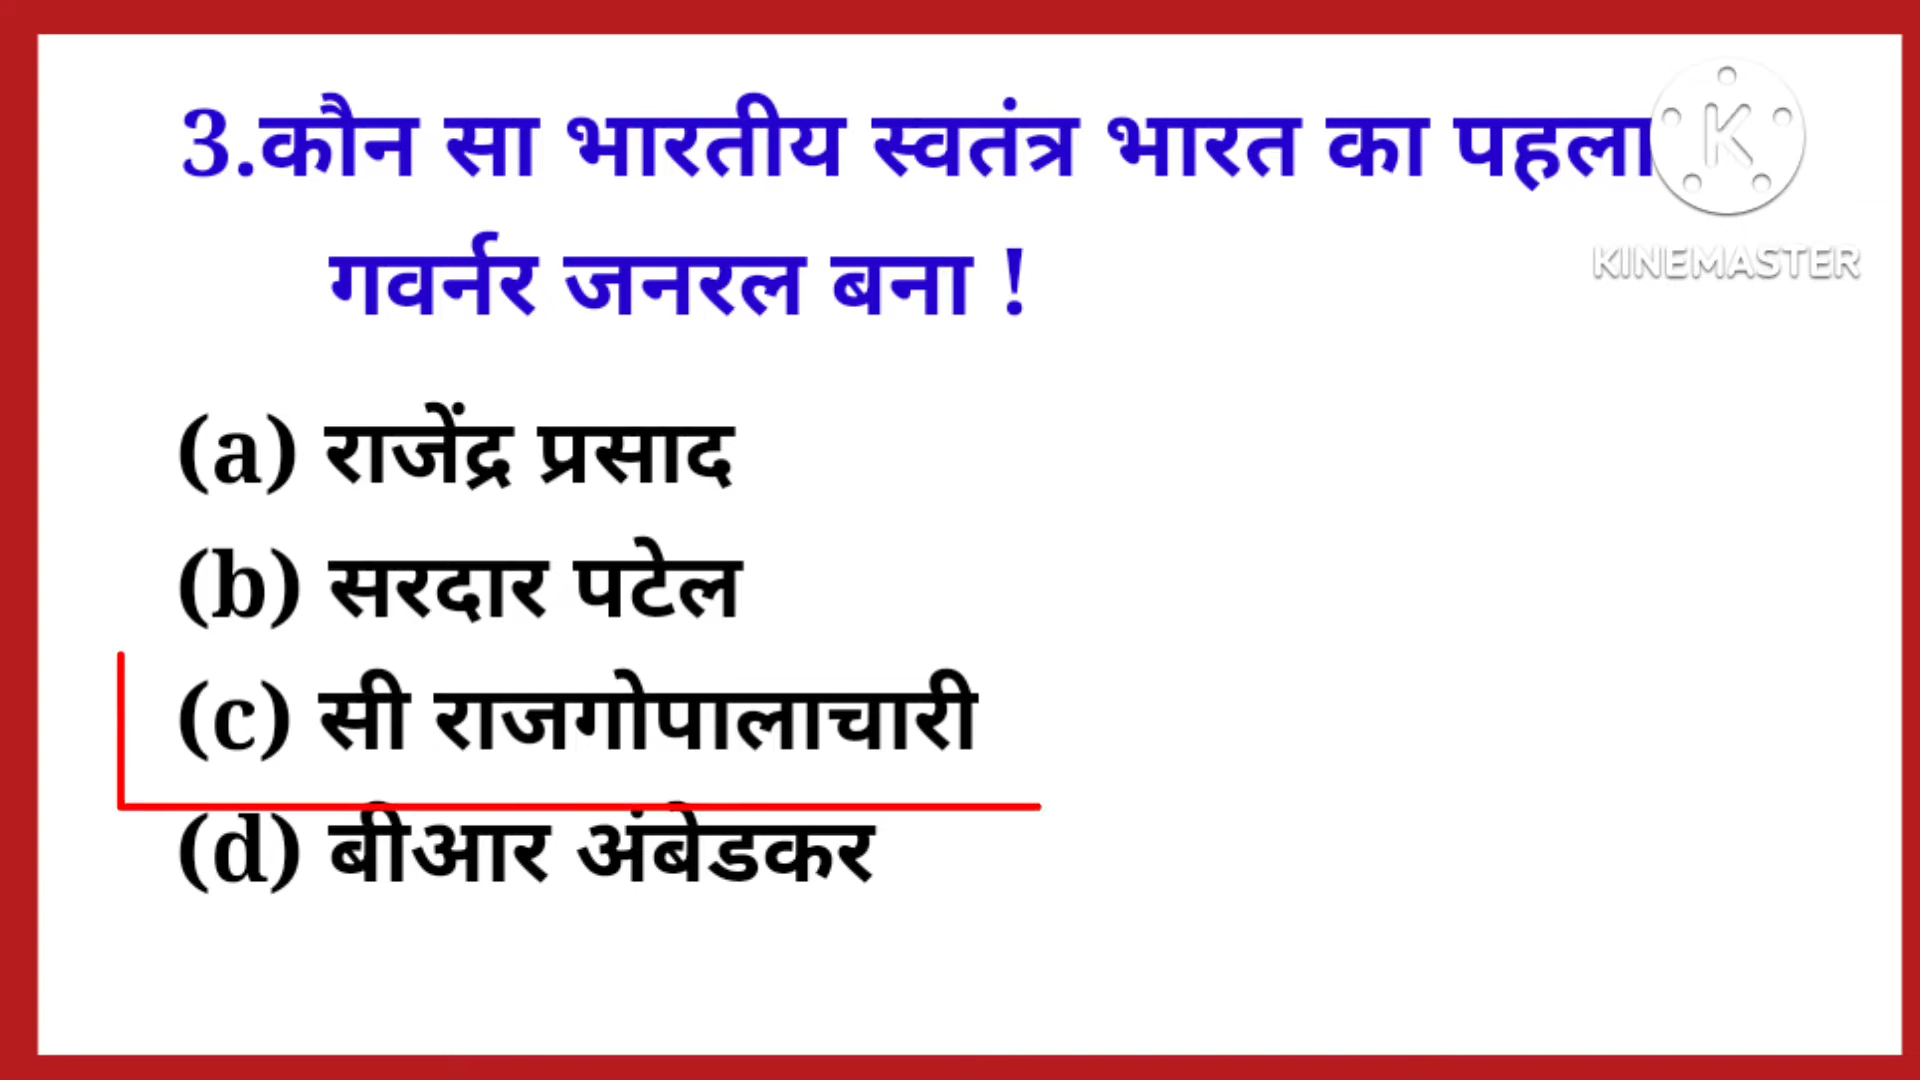 3.कौन सा भारतीय स्वतंत्र भारत का पहला
गवर्नर जनरल बना !
(a) राजेंद्र प्रसाद
(b) सरदार पटेल
(c) सी राजगोपालाचारी
(d) बीआर अंबेडकर
K
KINEMASTER